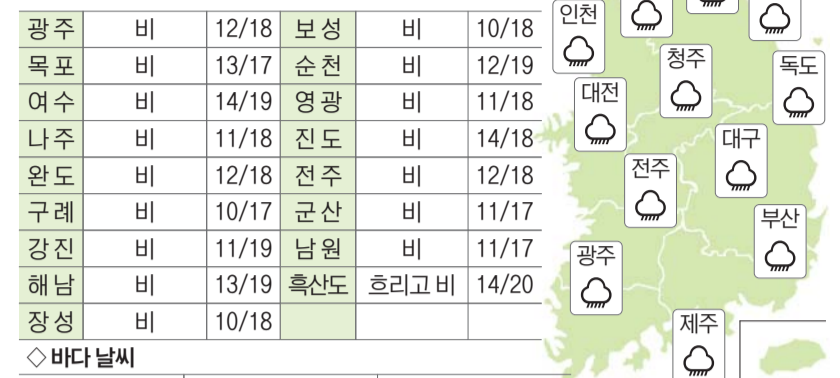 광주 비 12/18 보성 비 10/18
목포 비 13/17 순천 비 12/19
여수 비 14/19 영광 비 11/18
나주 비 11/18 진도 비 14/18
완도 비 12/18 전주 비 12/18
구례 비 10/17 군산 비 11/17
강진 비 11/19 남원 비 11/17
해남 비 13/19 흑산도 흐리고 비 14/20
장성 비 10/18
◇ 바다 날씨
인천
청주
독도
대전
대구
전주
부산
광주
제주